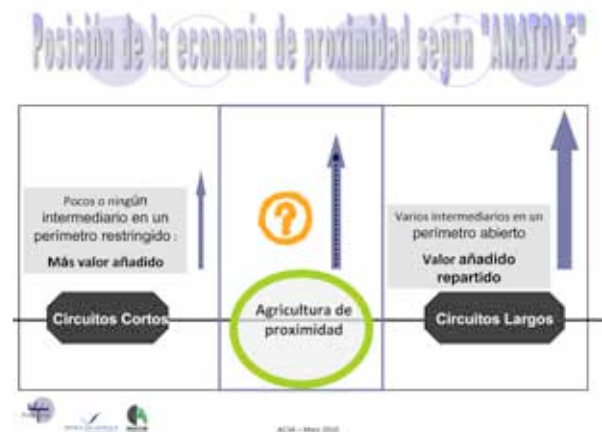 Posición de la economía de proximidad según "ANATOLE"
Pocos o ningún
intermediario en un
perímetro restringido :
Más valor añadido
?
Varios intermediarios en un
perímetro abierto
Valor añadido
repartido
Circuitos Cortos
Agricultura de
proximidad
Circuitos Largos